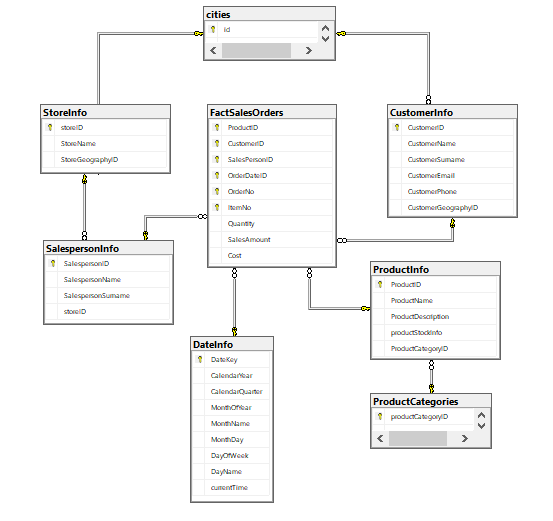 cities
id
StoreInfo
storeID
StoreName
StoreGeographyID
FactSalesOrders
ProductID
CustomerID
SalesPersonID
OrderDateID
OrderNo
ItemNo
Quantity
SalesAmount
Cost
CustomerInfo
CustomerID
CustomerName
CustomerSurname
CustomerEmail
CustomerPhone
CustomerGeographyID
SalespersonInfo
SalespersonID
SalespersonName
SalespersonSurname
storeID
ProductInfo
ProductID
ProductName
ProductDescription
productStockInfo
ProductCategoryID
DateInfo
DateKey
CalendarYear
CalendarQuarter
MonthOfYear
MonthName
MonthDay
DayOfWeek
DayName
currentTime
ProductCategories
productCategoryID